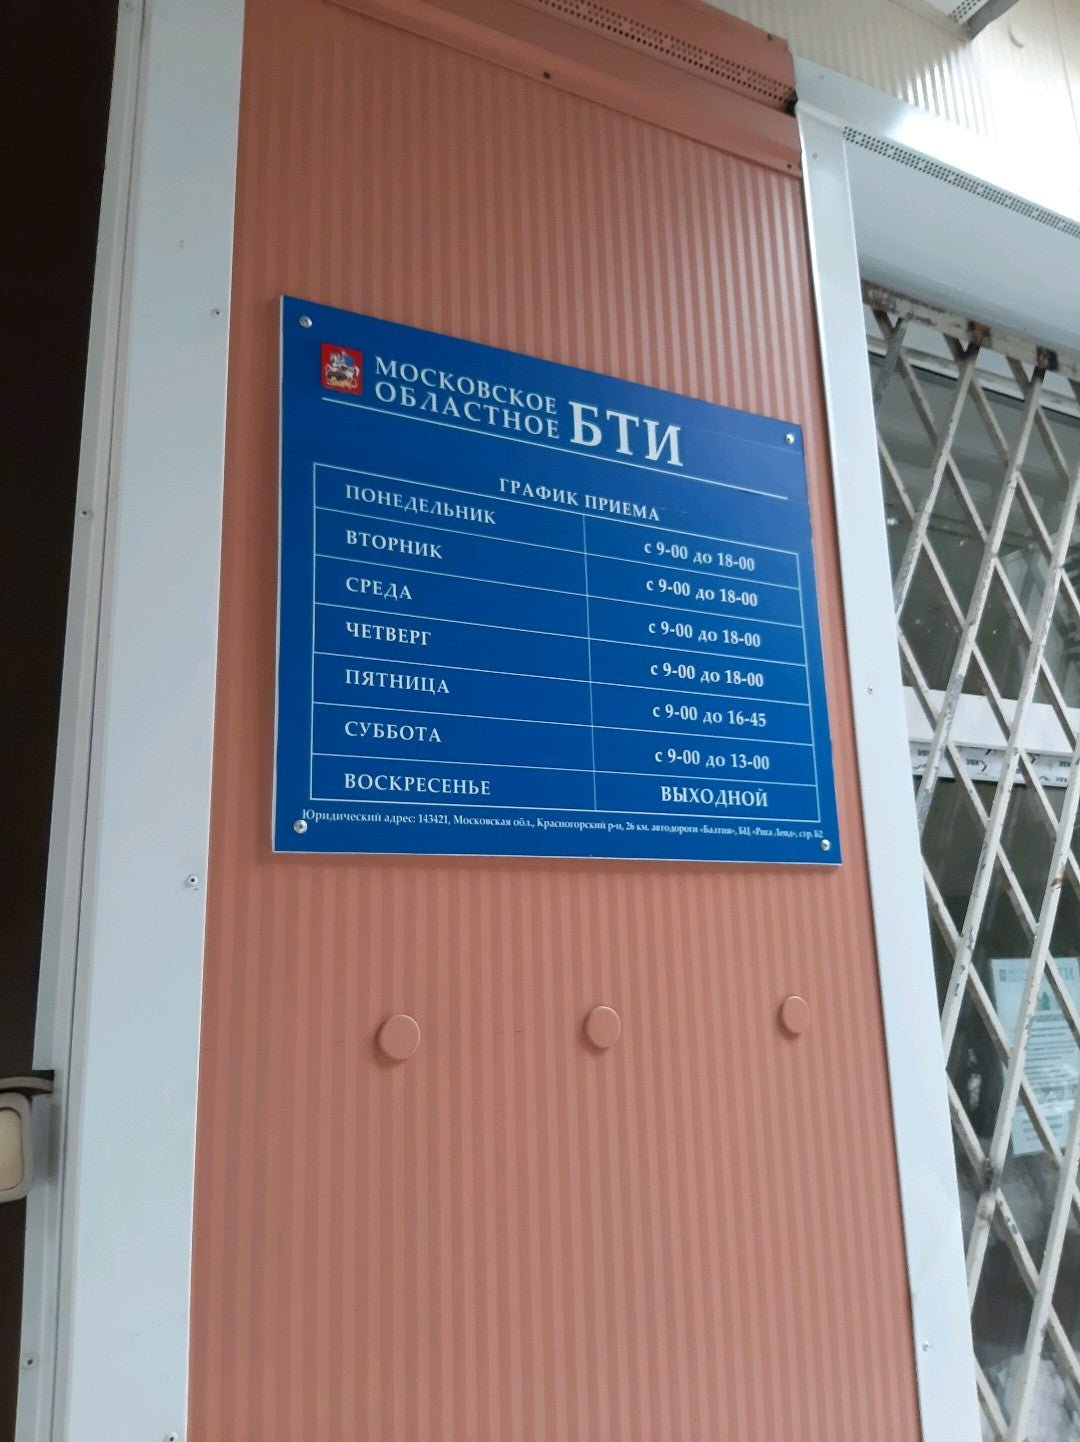 МОСКОВСКОЕ
ОБЛАСТНОЕ БТИ
ГРАФИК ПРИЕМА
ПОНЕДЕЛЬНИК с 9-00 до 18-00
ВТОРНИК с 9-00 до 18-00
СРЕДА с 9-00 до 18-00
ЧЕТВЕРГ с 9-00 до 18-00
ПЯТНИЦА с 9-00 до 16-45
СУББОТА с 9-00 до 13-00
ВОСКРЕСЕНЬЕ ВЫХОДНОЙ
Юридический адрес: 143421, Московская обл., Красногорский р-н, 26 км. автодороги «Балтия», БЦ «Рига Ленд», стр. Б2